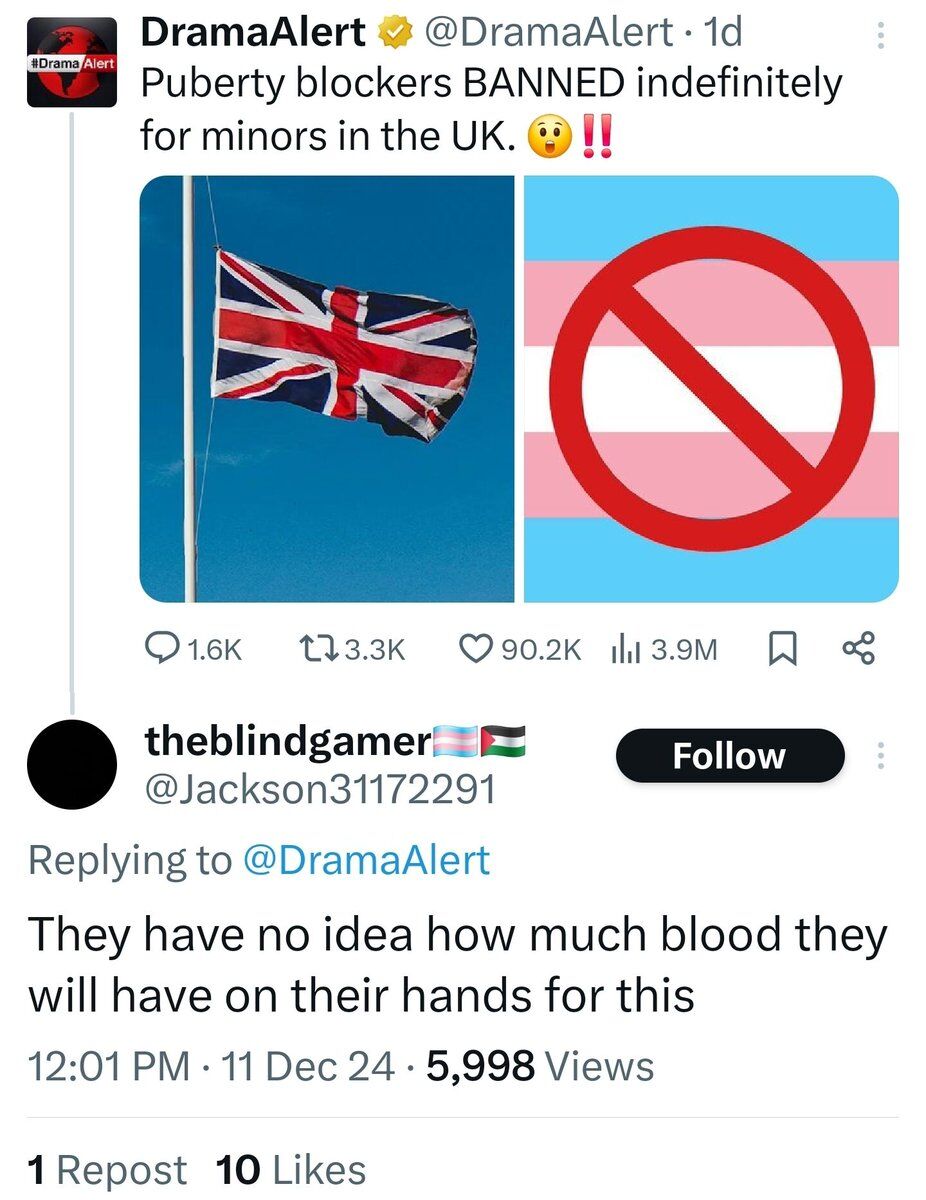 #Drama Alert
DramaAlert @DramaAlert · 1d
Puberty blockers BANNED indefinitely
for minors in the UK. 😲‼️
1.6K 3.3K 90.2K 3.9M
theblindgamer🏳️‍⚧️🇵🇸
Follow
@Jackson31172291
Replying to @DramaAlert
They have no idea how much blood they
will have on their hands for this
12:01 PM · 11 Dec 24 · 5,998 Views
1 Repost 10 Likes